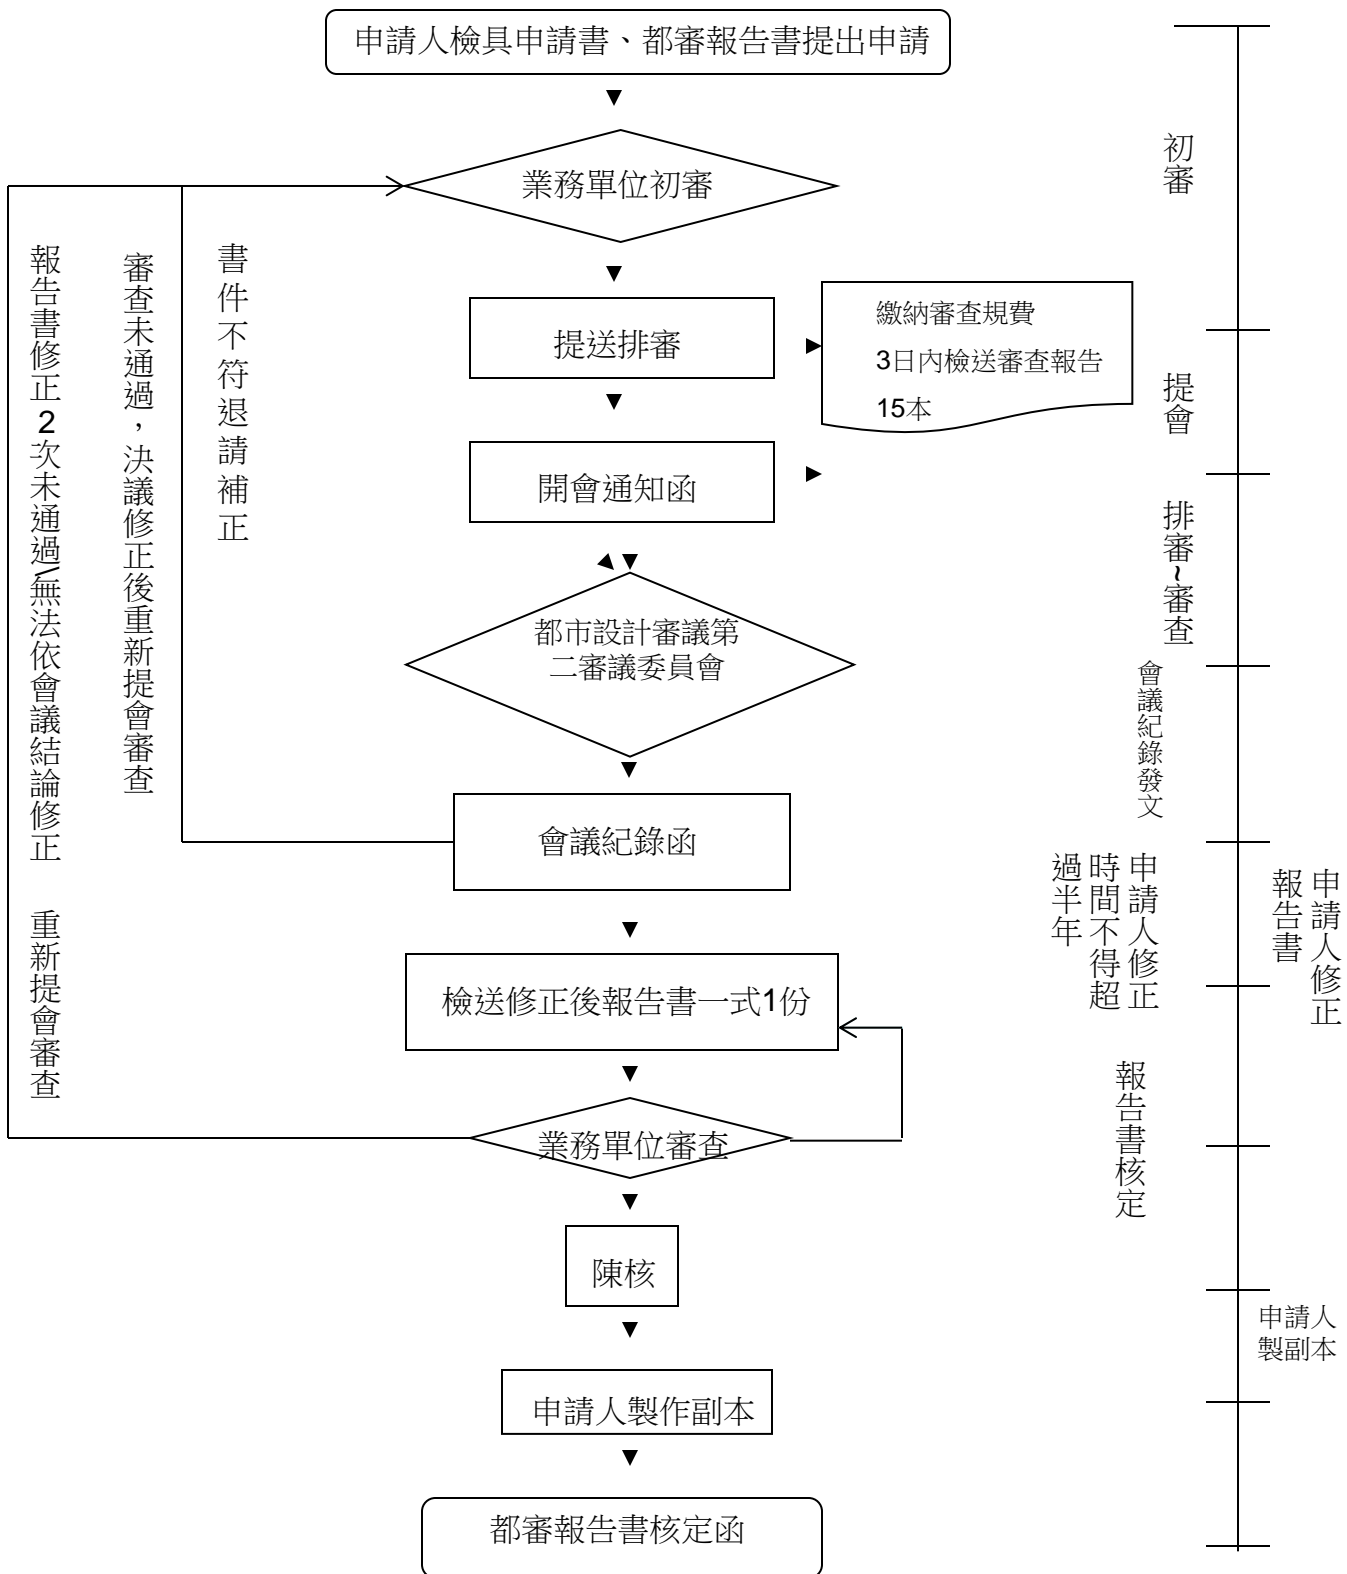 申請人檢具申請書、都審報告書提出申請
業務單位初審
提送排審
繳納審查規費
3日內檢送審查報告
15本
開會通知函
都市設計審議第
二審議委員會
會議紀錄函
檢送修正後報告書一式1份
業務單位審查
陳核
申請人製作副本
都審報告書核定函
書件不符退請補正
審查未通過，決議修正後重新提會審查
報告書修正2次未通過\無法依會議結論修正
重新提會審查
初審
提會
排審~審查
會議紀錄發文
申請人修正
時間不得超
過半年
申請人修正
報告書
報告書核定
申請人
製副本